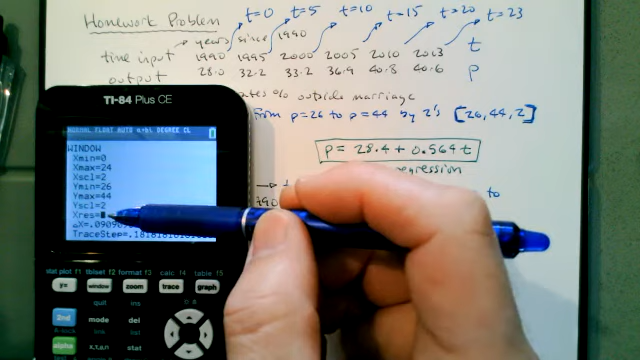 Homework Problem
t=0 t=5 t=10 t=15 t=20 t=23
years since 1990
time input 1990 1995 2000 2005 2010 2013 t
output 28.0 32.2 33.2 36.9 40.8 40.6 p
% outside marriage
from p=26 to p=44 by 2's [26,44,2]
p = 28.4 + 0.564t
regression
to
TI-84 Plus CE
NORMAL FLOAT AUTO a+bi DEGREE CL
WINDOW
Xmin=0
Xmax=24
Xscl=2
Ymin=26
Ymax=44
Yscl=2
Xres=
TraceStep=.1818181818
stat plot f1 tblset f2 format f3 calc f4 table f5
y= window zoom trace graph
quit ins
2nd mode del
A-lock
alpha X,T,θ,n stat